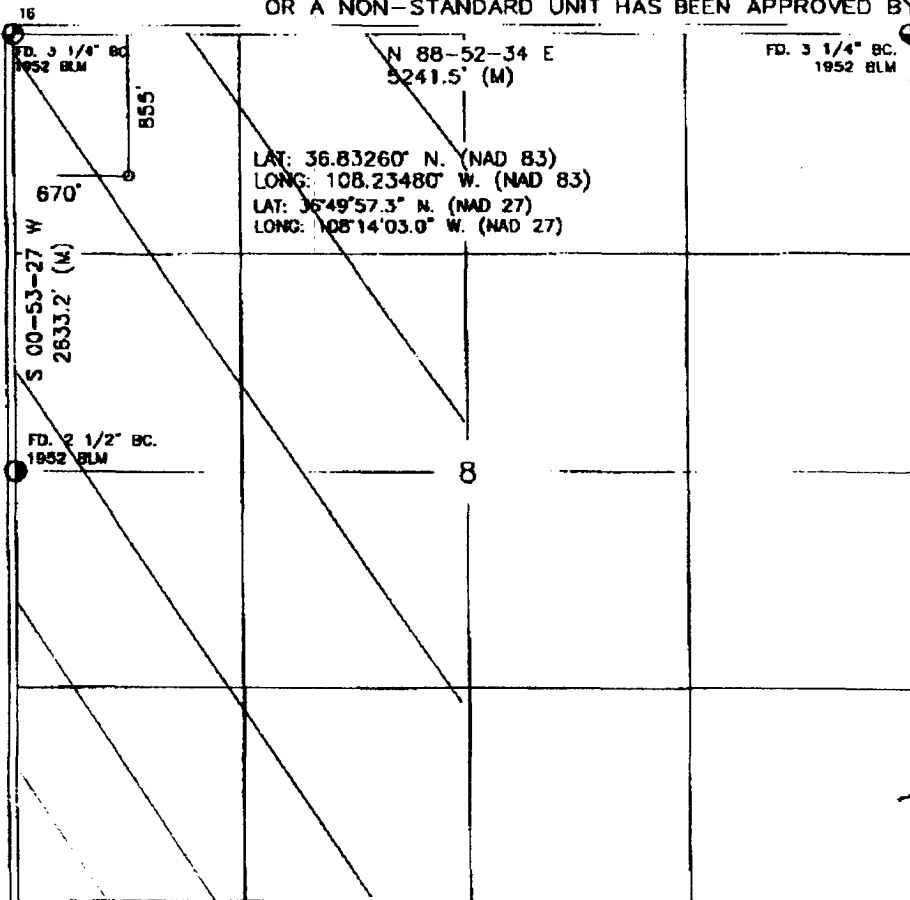 OR A NON-STANDARD UNIT HAS BEEN APPROVED BY
16
FD. 3 1/4" BC.
1952 BLM
N 88-52-34 E
5241.5' (M)
FD. 3 1/4" BC.
1952 BLM
855'
670'
LAT: 36.83260° N. (NAD 83)
LONG: 108.23480° W. (NAD 83)
LAT: 36°49'57.3" N. (NAD 27)
LONG: 108°14'03.0" W. (NAD 27)
S 00-53-27 W
2633.2' (M)
FD. 2 1/2" BC.
1952 BLM
8